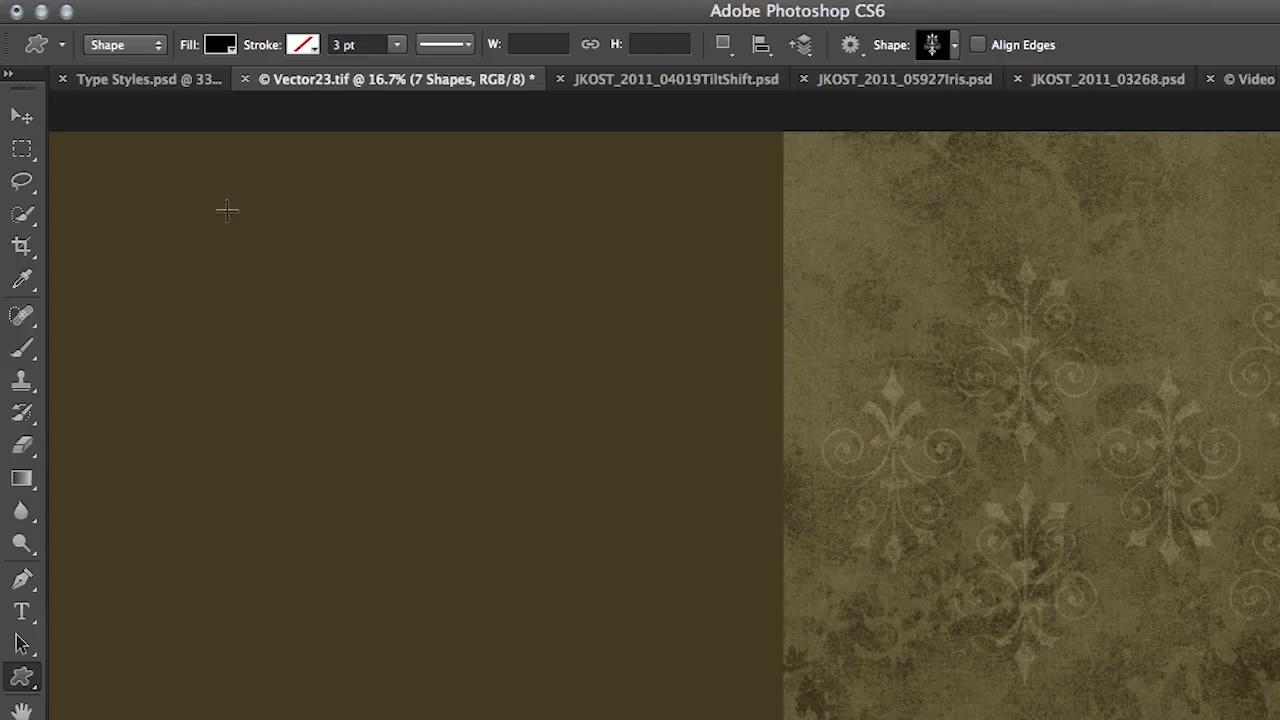 Adobe Photoshop CS6
Shape Fill: Stroke: 3 pt W: H: Shape: Align Edges
Type Styles.psd @ 33... © Vector23.tif @ 16.7% (7 Shapes, RGB/8) * JKOST_2011_04019TiltShift.psd JKOST_2011_05927Iris.psd JKOST_2011_03268.psd © Video
T